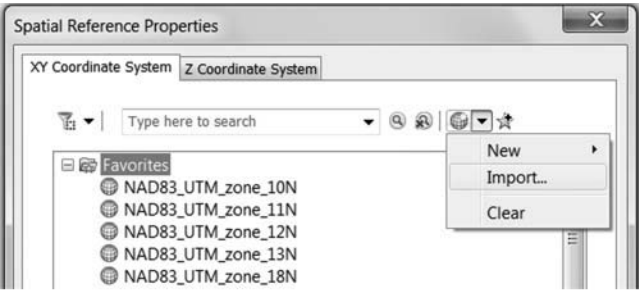 Spatial Reference Properties
XY Coordinate System
Z Coordinate System
Type here to search
New
Import...
Clear
Favorites
NAD83_UTM_zone_10N
NAD83_UTM_zone_11N
NAD83_UTM_zone_12N
NAD83_UTM_zone_13N
NAD83_UTM_zone_18N